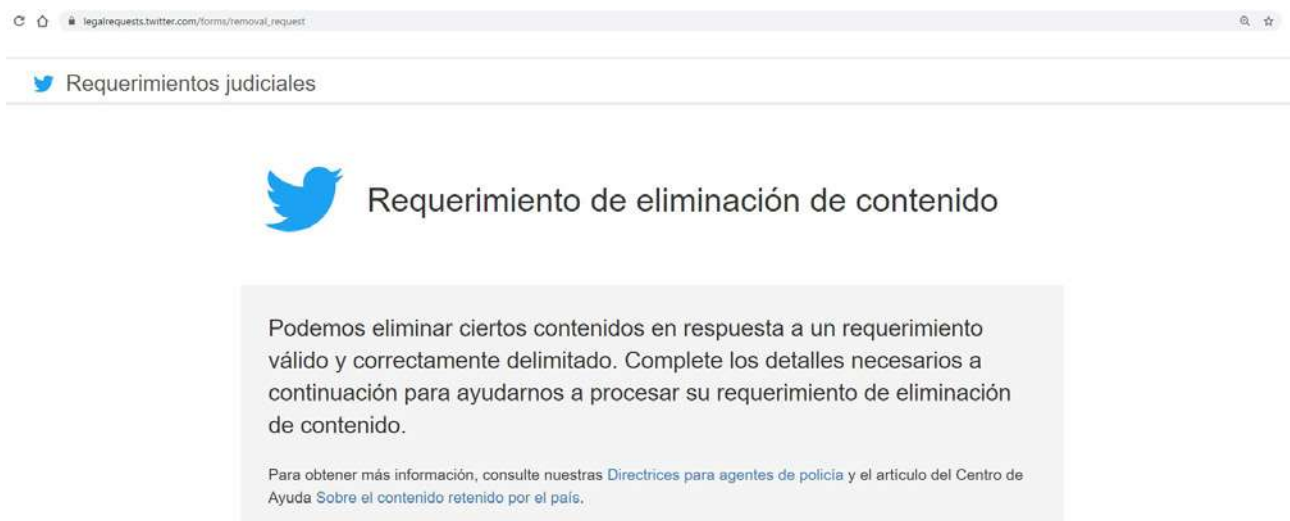 legalrequests.twitter.com/forms/removal_request
Requerimientos judiciales
Requerimiento de eliminación de contenido
Podemos eliminar ciertos contenidos en respuesta a un requerimiento
válido y correctamente delimitado. Complete los detalles necesarios a
continuación para ayudarnos a procesar su requerimiento de eliminación
de contenido.
Para obtener más información, consulte nuestras Directrices para agentes de policía y el artículo del Centro de
Ayuda Sobre el contenido retenido por el país.